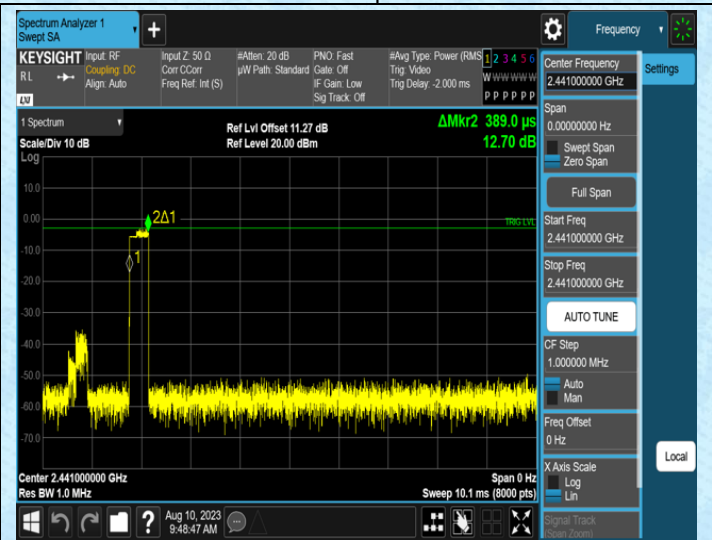 Spectrum Analyzer 1
Swept SA
+
Frequency
KEYSIGHT
RL
LXI
Input: RF
Coupling: DC
Align: Auto
Input Z: 50 Ω
Corr CCorr
Freq Ref: Int (S)
#Atten: 20 dB
µW Path: Standard
PNO: Fast
Gate: Off
IF Gain: Low
Sig Track: Off
#Avg Type: Power (RMS
Trig: Video
Trig Delay: -2.000 ms
1 2 3 4 5 6
W W W W W W
P P P P P P
Center Frequency
2.441000000 GHz
Settings
Span
0.00000000 Hz
Swept Span
Zero Span
Full Span
Start Freq
2.441000000 GHz
Stop Freq
2.441000000 GHz
AUTO TUNE
CF Step
1.000000 MHz
Auto
Man
Freq Offset
0 Hz
X Axis Scale
Log
Lin
Signal Track
(Span Zoom)
Local
1 Spectrum
Scale/Div 10 dB
Log
Ref Lvl Offset 11.27 dB
Ref Level 20.00 dBm
ΔMkr2 389.0 µs
12.70 dB
10.0
0.00
-10.0
-20.0
-30.0
-40.0
-50.0
-60.0
-70.0
2Δ1
1
TRIG LVL
Center 2.441000000 GHz
Res BW 1.0 MHz
Span 0 Hz
Sweep 10.1 ms (8000 pts)
?
Aug 10, 2023
9:48:47 AM